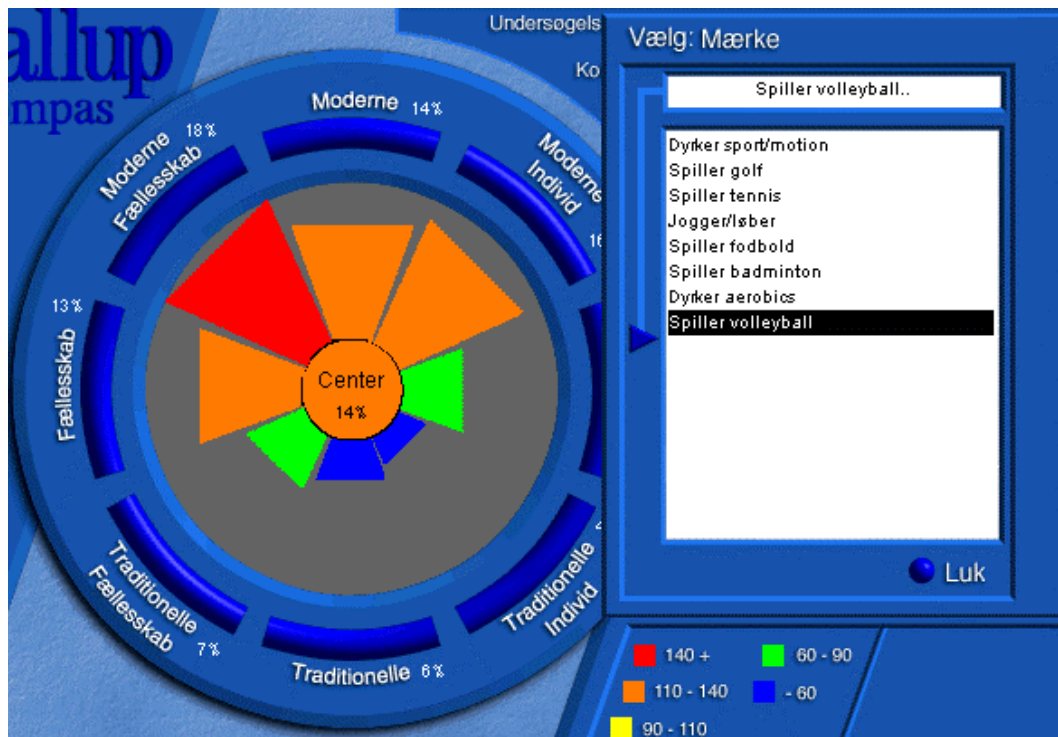 allup
mpas
Undersøgels
Ko
Moderne 14%
Moderne
Fællesskab
18%
Moderne
Individ
16
13%
Fællesskab
Center
14%
4
Traditionelle
Fællesskab
7%
Traditionelle 6%
Traditionelle
Individ
Vælg: Mærke
Spiller volleyball..
Dyrker sport/motion
Spiller golf
Spiller tennis
Jogger/løber
Spiller fodbold
Spiller badminton
Dyrker aerobics
Spiller volleyball
Luk
140 +
60 - 90
110 - 140
- 60
90 - 110